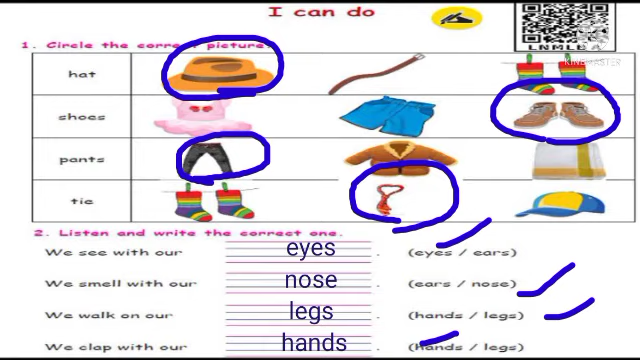 I can do
1. Circle the correct picture.
LNMLBA
KINEMASTER
hat
shoes
pants
tie
2. Listen and write the correct one.
We see with our eyes. (eyes / ears)
We smell with our nose. (ears / nose)
We walk on our legs. (hands / legs)
We clap with our hands. (hands / legs)